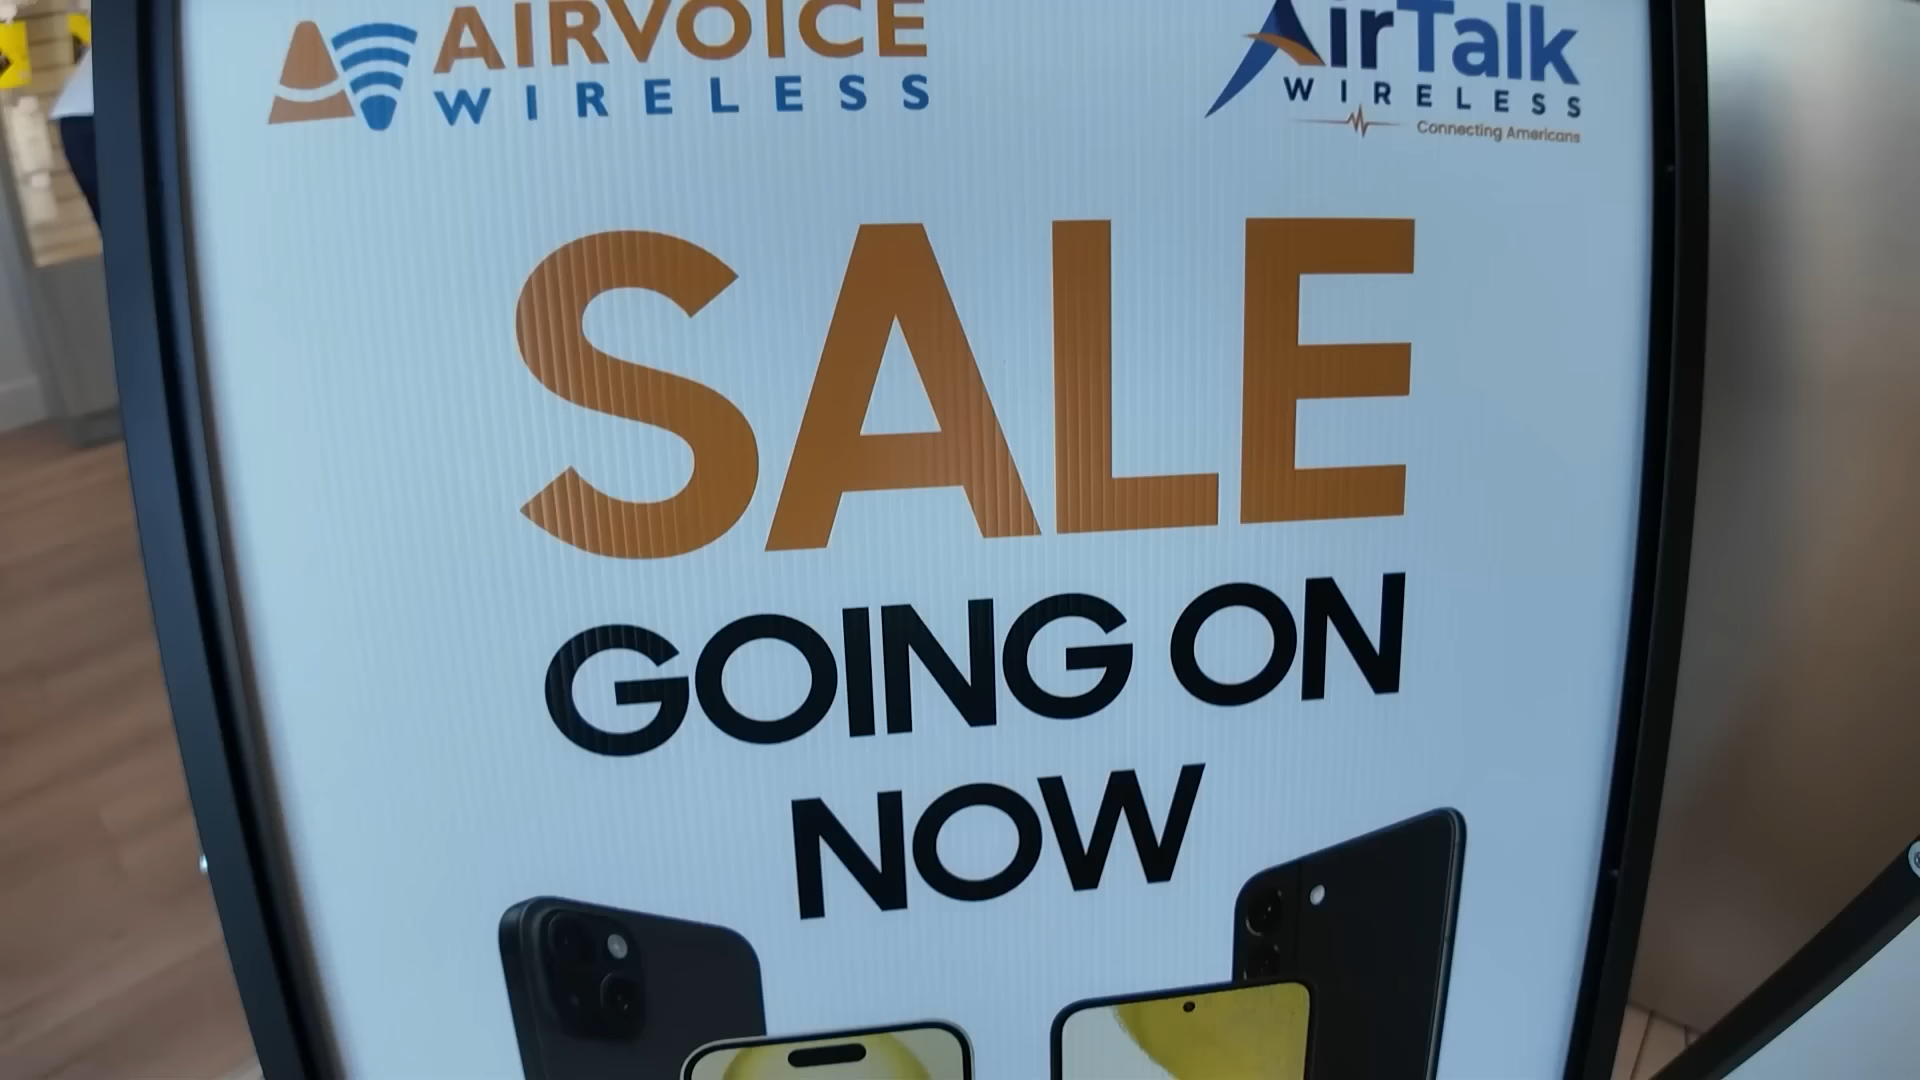 AIRVOICE
WIRELESS
AirTalk
WIRELESS
Connecting Americans
SALE
GOING ON
NOW